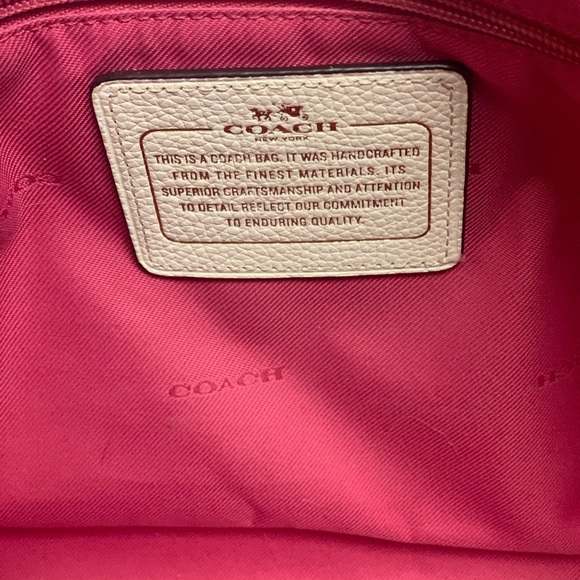 COACH
NEW YORK
THIS IS A COACH BAG. IT WAS HANDCRAFTED
FROM THE FINEST MATERIALS. ITS
SUPERIOR CRAFTSMANSHIP AND ATTENTION
TO DETAIL REFLECT OUR COMMITMENT
TO ENDURING QUALITY.
COACH